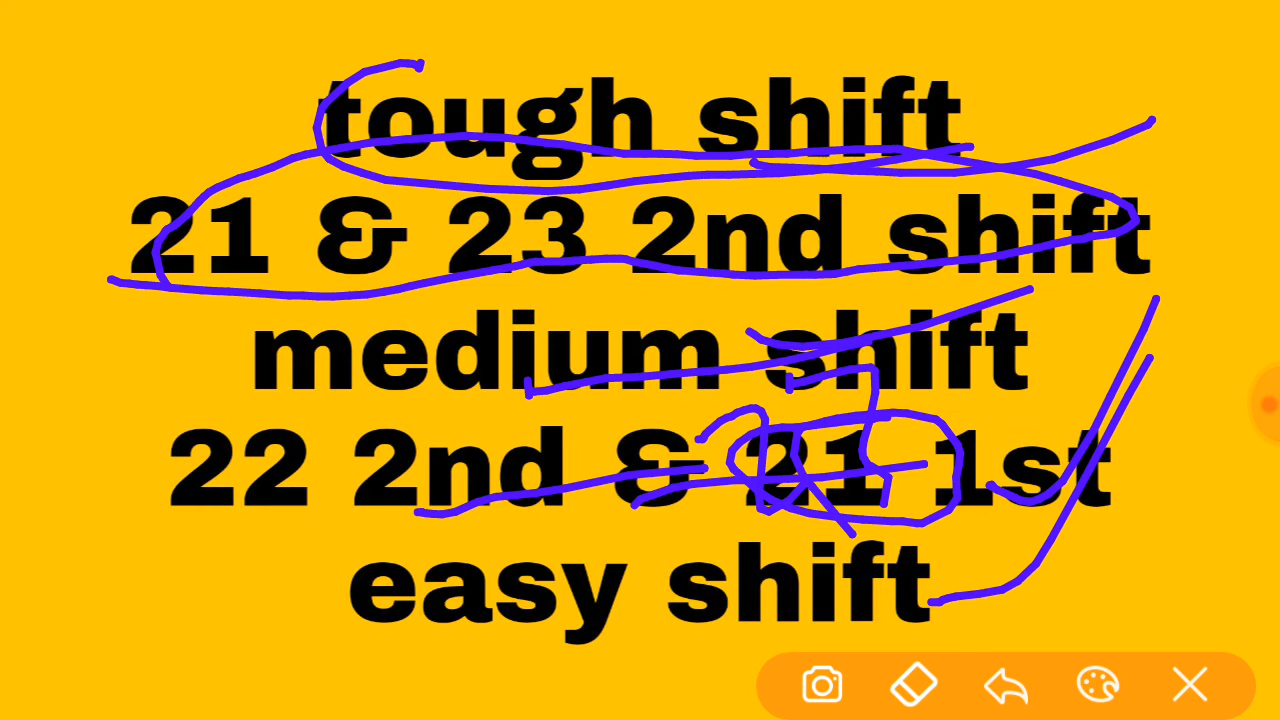 tough shift
21 & 23 2nd shift
medium shift
22 2nd & 21 1st
easy shift